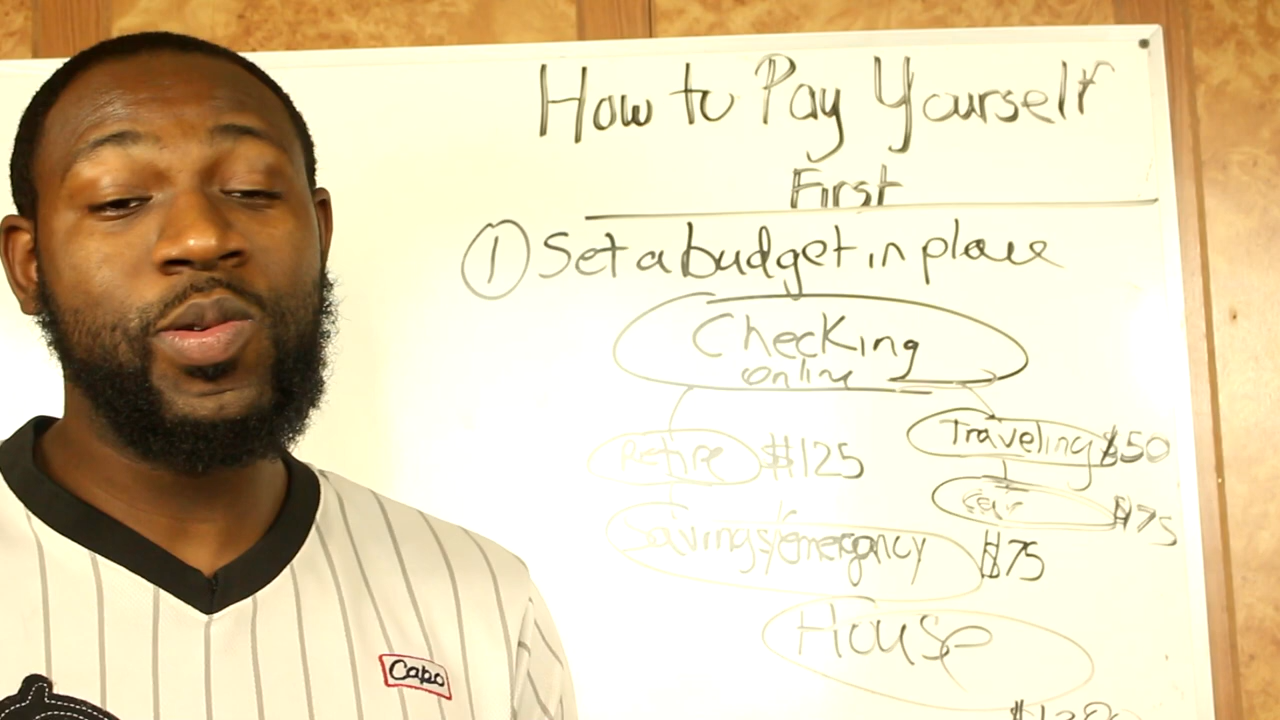 How to Pay Yourself
First
① Set a budget in place
Checking
online
Retire $125
Traveling $50
Car $75
Savings/emergancy $75
House
Capo